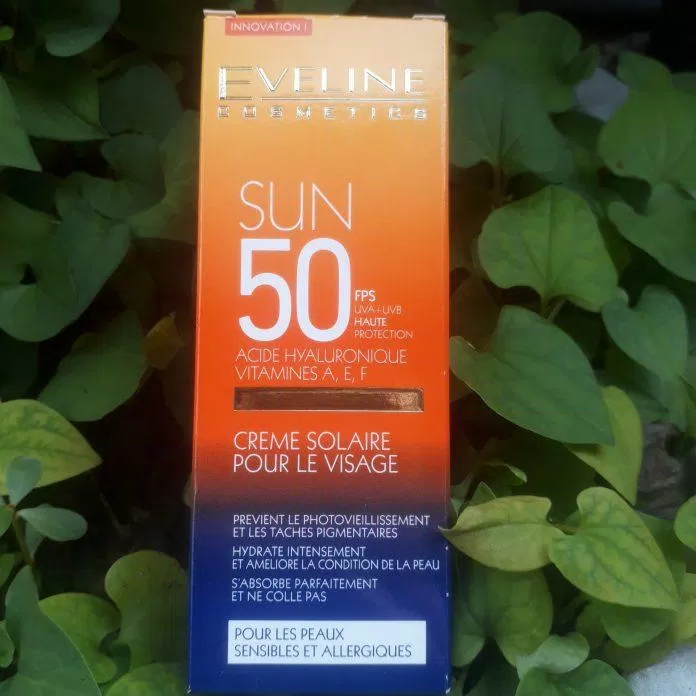 INNOVATION !
EVELINE
COSMETICS
SUN
50
FPS
UVA+UVB
HAUTE
PROTECTION
ACIDE HYALURONIQUE
VITAMINES A, E, F
CREME SOLAIRE
POUR LE VISAGE
PREVIENT LE PHOTOVIEILLISSEMENT
ET LES TACHES PIGMENTAIRES
HYDRATE INTENSEMENT
ET AMELIORE LA CONDITION DE LA PEAU
S'ABSORBE PARFAITEMENT
ET NE COLLE PAS
POUR LES PEAUX
SENSIBLES ET ALLERGIQUES